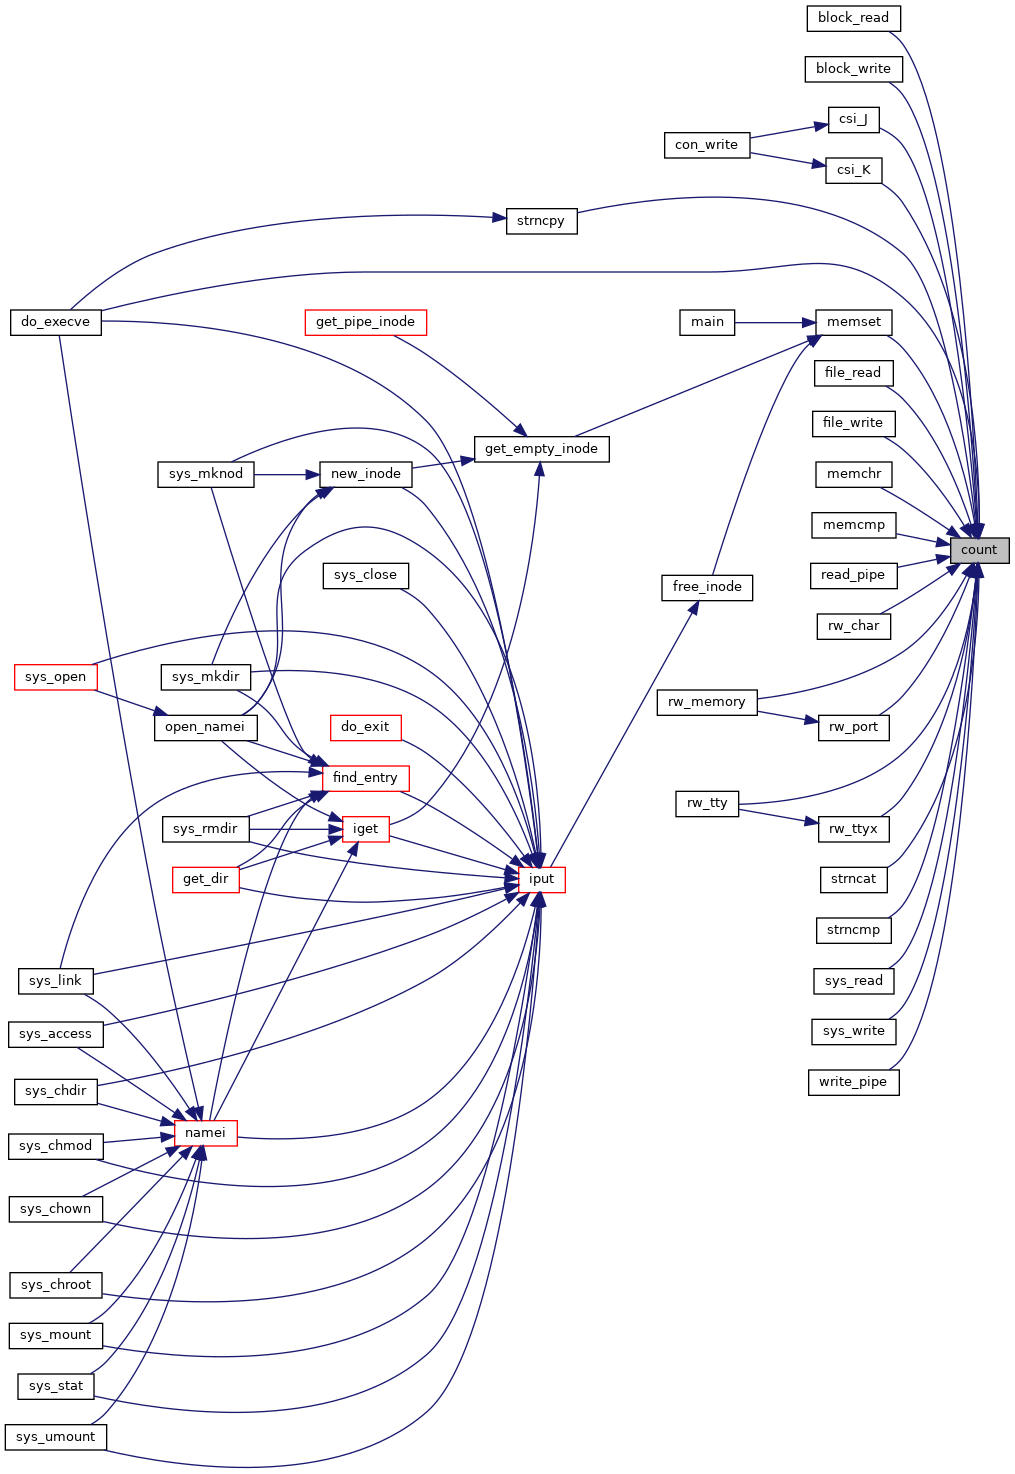 block_read
block_write
csi_J
con_write
csi_K
strncpy
do_execve
get_pipe_inode
main
memset
file_read
file_write
get_empty_inode
sys_mknod
new_inode
memchr
memcmp
count
sys_close
read_pipe
free_inode
rw_char
sys_open
sys_mkdir
rw_memory
open_namei
do_exit
rw_port
find_entry
rw_tty
sys_rmdir
iget
rw_ttyx
get_dir
iput
strncat
strncmp
sys_link
sys_read
sys_access
sys_write
sys_chdir
write_pipe
namei
sys_chmod
sys_chown
sys_chroot
sys_mount
sys_stat
sys_umount